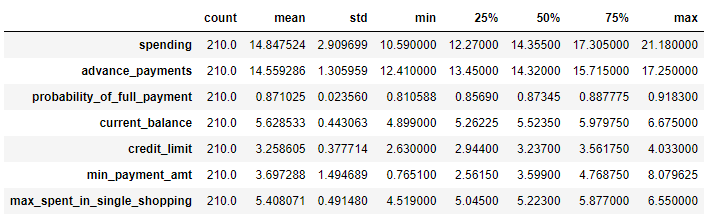 count mean std min 25% 50% 75% max
spending 210.0 14.847524 2.909699 10.590000 12.27000 14.35500 17.305000 21.180000
advance_payments 210.0 14.559286 1.305959 12.410000 13.45000 14.32000 15.715000 17.250000
probability_of_full_payment 210.0 0.871025 0.023560 0.810588 0.85690 0.87345 0.887775 0.918300
current_balance 210.0 5.628533 0.443063 4.899000 5.26225 5.52350 5.979750 6.675000
credit_limit 210.0 3.258605 0.377714 2.630000 2.94400 3.23700 3.561750 4.033000
min_payment_amt 210.0 3.697288 1.494689 0.765100 2.56150 3.59900 4.768750 8.079625
max_spent_in_single_shopping 210.0 5.408071 0.491480 4.519000 5.04500 5.22300 5.877000 6.550000